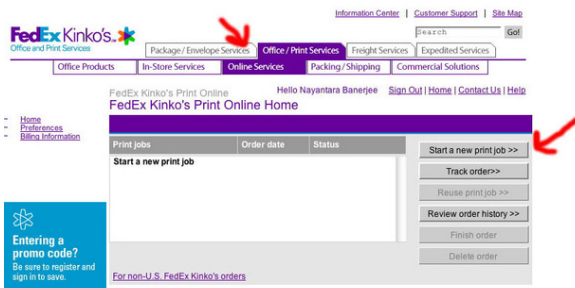 Information Center | Customer Support | Site Map
FedEx Kinko's.
Office and Print Services
Search Go!
Package / Envelope Services Office / Print Services Freight Services Expedited Services
Office Products In-Store Services Online Services Packing / Shipping Commercial Solutions
FedEx Kinko's Print Online Hello Nayantara Banerjee Sign Out | Home | Contact Us | Help
FedEx Kinko's Print Online Home
Home
Preferences
Billing Information
Print jobs Order date Status
Start a new print job
Start a new print job >>
Track order>>
Reuse print job >>
Review order history >>
Finish order
Delete order
Entering a
promo code?
Be sure to register and
sign in to save.
For non-U.S. FedEx Kinko's orders